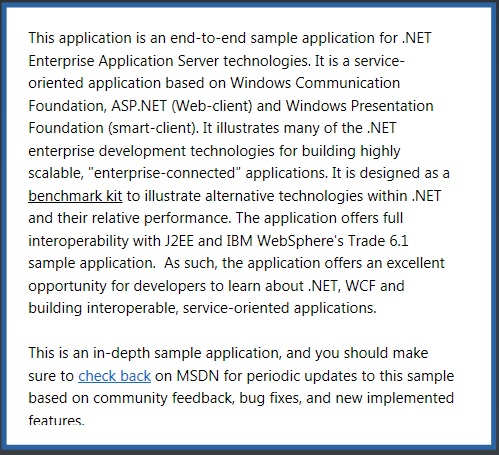 This application is an end-to-end sample application for .NET
Enterprise Application Server technologies. It is a service-
oriented application based on Windows Communication
Foundation, ASP.NET (Web-client) and Windows Presentation
Foundation (smart-client). It illustrates many of the .NET
enterprise development technologies for building highly
scalable, "enterprise-connected" applications. It is designed as a
benchmark kit to illustrate alternative technologies within .NET
and their relative performance. The application offers full
interoperability with J2EE and IBM WebSphere's Trade 6.1
sample application.  As such, the application offers an excellent
opportunity for developers to learn about .NET, WCF and
building interoperable, service-oriented applications.
This is an in-depth sample application, and you should make
sure to check back on MSDN for periodic updates to this sample
based on community feedback, bug fixes, and new implemented
features.